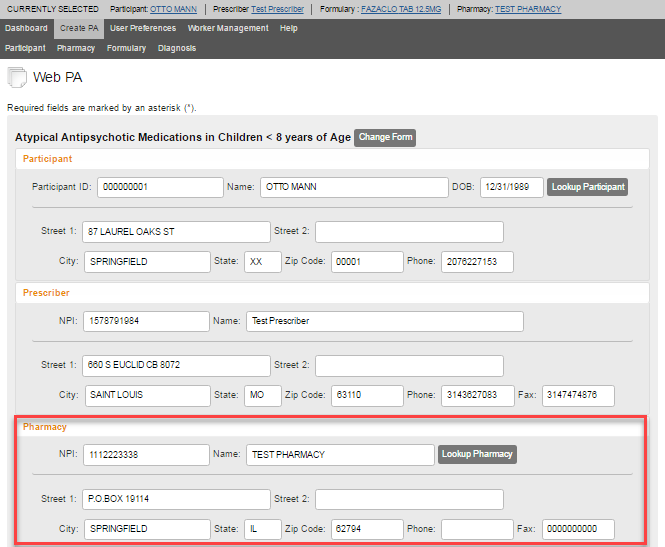 CURRENTLY SELECTED Participant: OTTO MANN Prescriber Test Prescriber Formulary : FAZACLO TAB 12.5MG Pharmacy: TEST PHARMACY
Dashboard Create PA User Preferences Worker Management Help
Participant Pharmacy Formulary Diagnosis
Web PA
Required fields are marked by an asterisk (*).
Atypical Antipsychotic Medications in Children < 8 years of Age Change Form
Participant
Participant ID: 000000001 Name: OTTO MANN DOB: 12/31/1989 Lookup Participant
Street 1: 87 LAUREL OAKS ST Street 2:
City: SPRINGFIELD State: XX Zip Code: 00001 Phone: 2076227153
Prescriber
NPI: 1578791984 Name: Test Prescriber
Street 1: 660 S EUCLID CB 8072 Street 2:
City: SAINT LOUIS State: MO Zip Code: 63110 Phone: 3143627083 Fax: 3147474876
Pharmacy
NPI: 1112223338 Name: TEST PHARMACY Lookup Pharmacy
Street 1: P.O.BOX 19114 Street 2:
City: SPRINGFIELD State: IL Zip Code: 62794 Phone: Fax: 0000000000